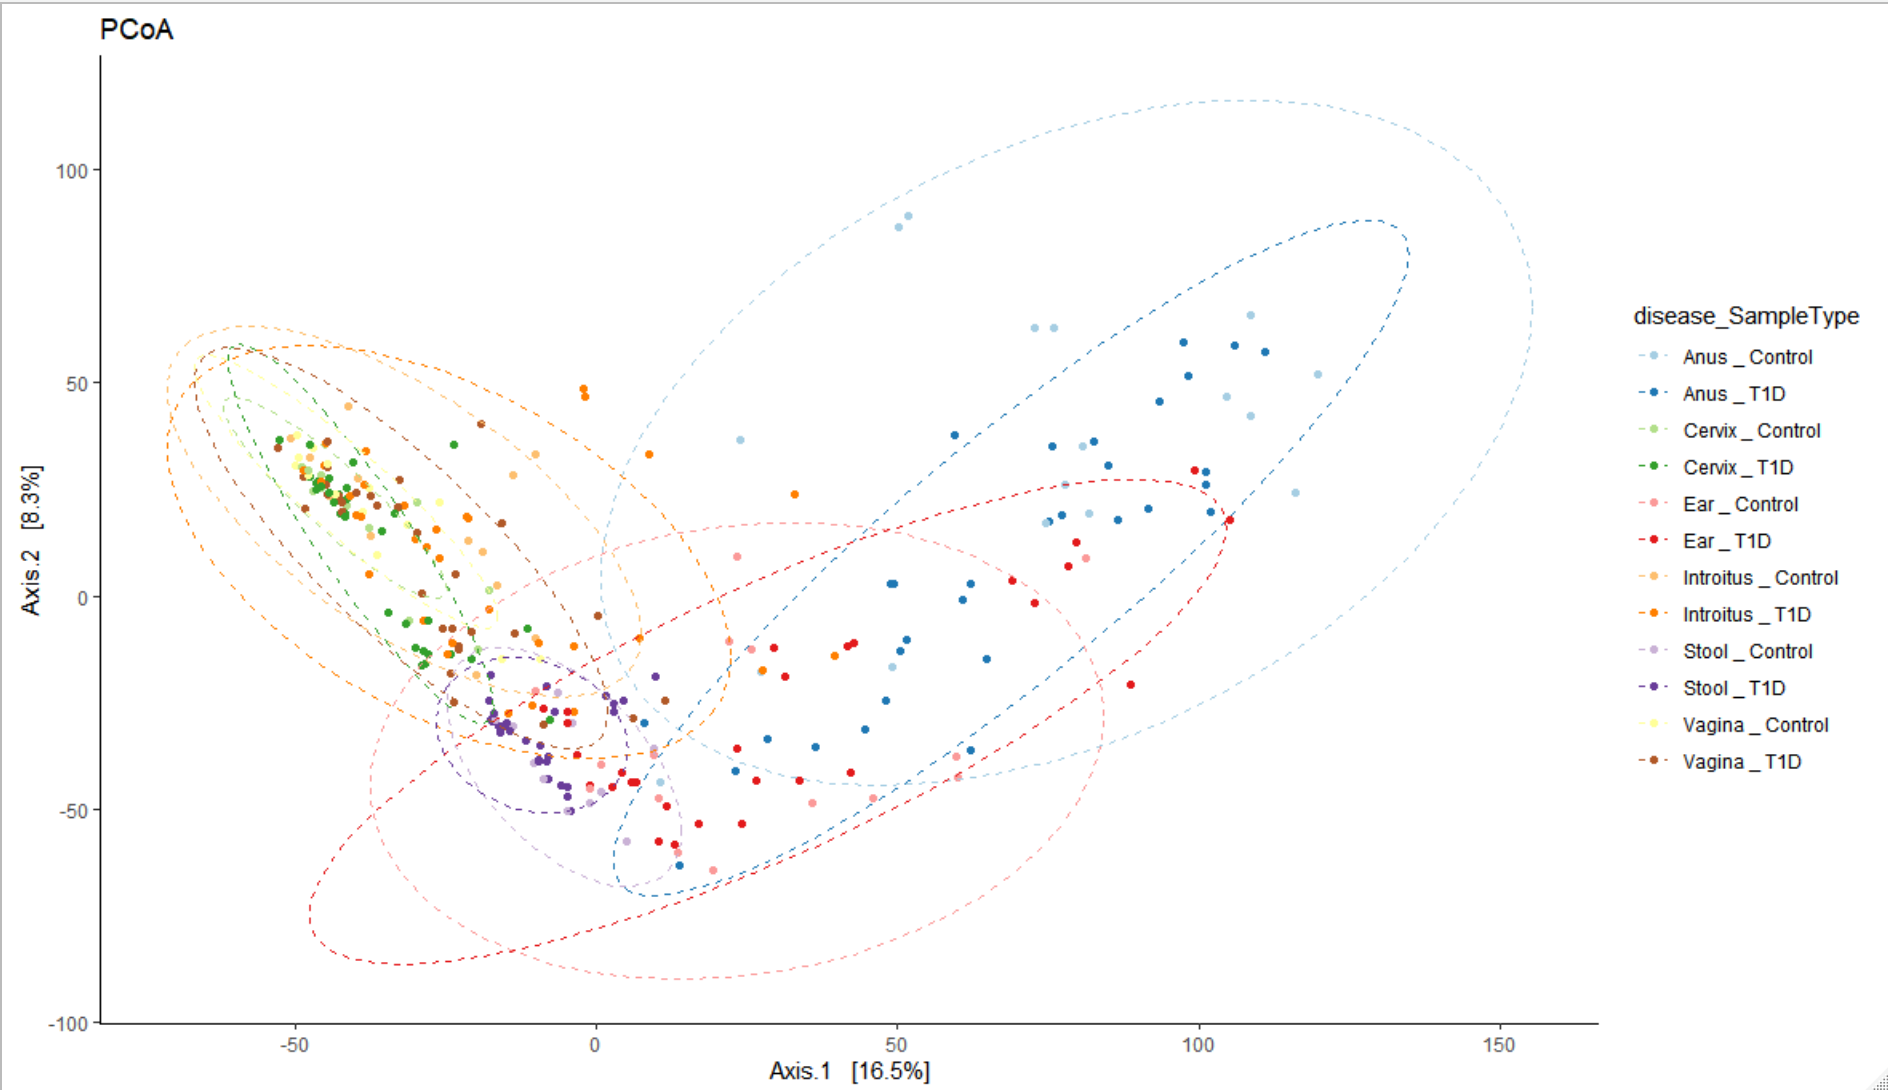 PCoA
100
50
0
-50
-100
Axis.2 [8.3%]
-50
0
50
100
150
Axis.1 [16.5%]
disease_SampleType
Anus _ Control
Anus _ T1D
Cervix _ Control
Cervix _ T1D
Ear _ Control
Ear _ T1D
Introitus _ Control
Introitus _ T1D
Stool _ Control
Stool _ T1D
Vagina _ Control
Vagina _ T1D